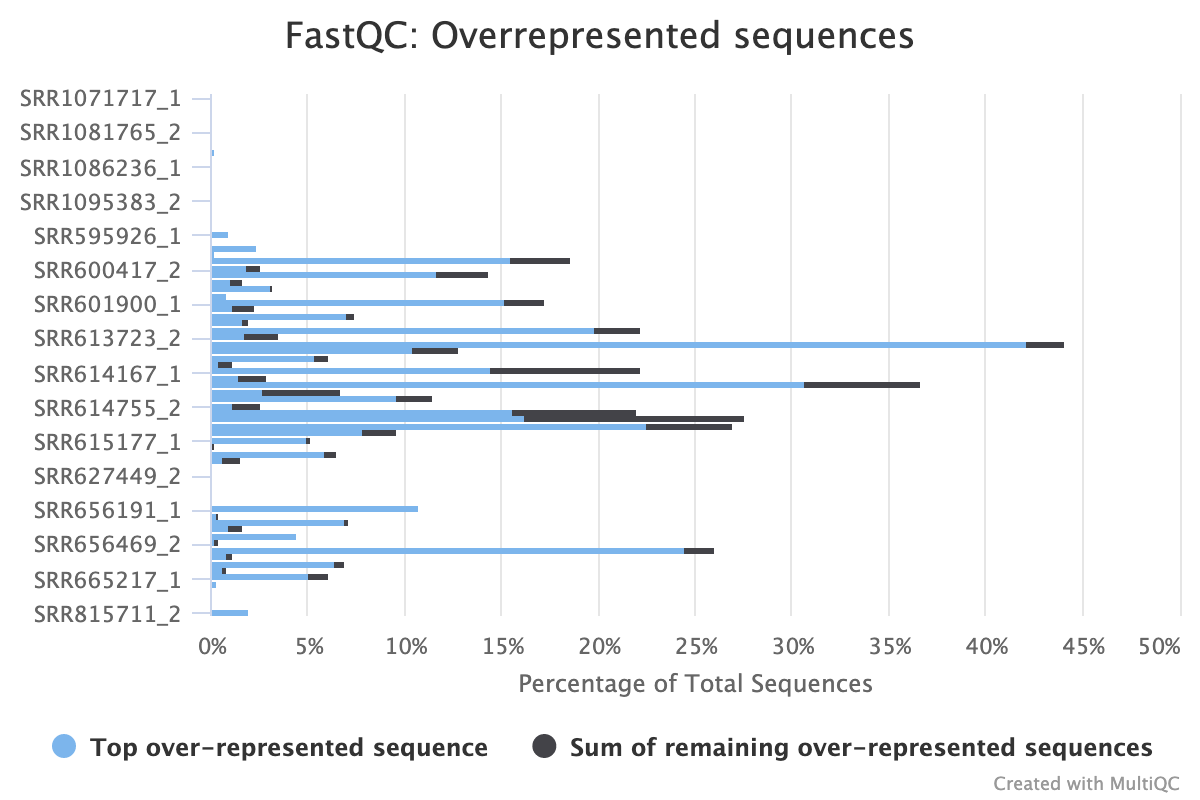 FastQC: Overrepresented sequences
SRR1071717_1
SRR1081765_2
SRR1086236_1
SRR1095383_2
SRR595926_1
SRR600417_2
SRR601900_1
SRR613723_2
SRR614167_1
SRR614755_2
SRR615177_1
SRR627449_2
SRR656191_1
SRR656469_2
SRR665217_1
SRR815711_2
0% 5% 10% 15% 20% 25% 30% 35% 40% 45% 50%
Percentage of Total Sequences
Top over-represented sequence Sum of remaining over-represented sequences
Created with MultiQC